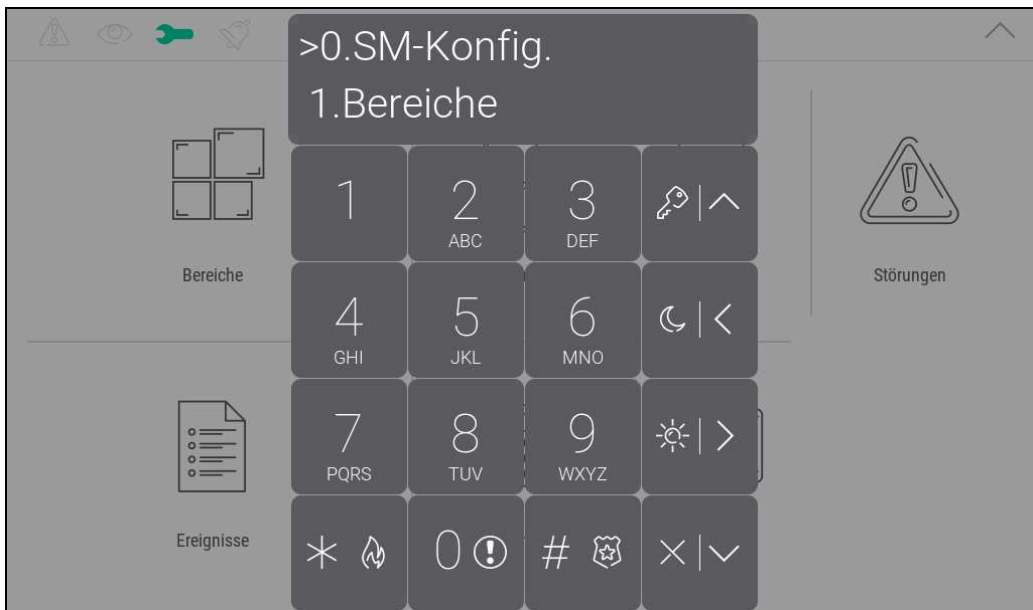 >0.SM-Konfig.
1.Bereiche
1
2
ABC
3
DEF
4
GHI
5
JKL
6
MNO
7
PQRS
8
TUV
9
WXYZ
*
0
#
Bereiche
Störungen
Ereignisse